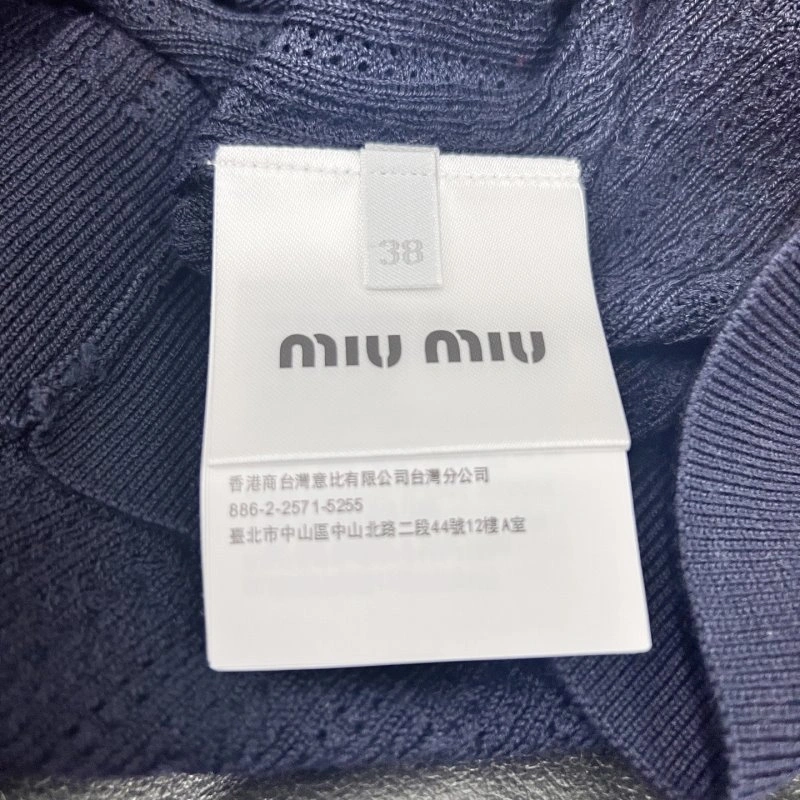 38
miu miu
香港商台灣意比有限公司台灣分公司
886-2-2571-5255
臺北市中山區中山北路二段44號12樓A室